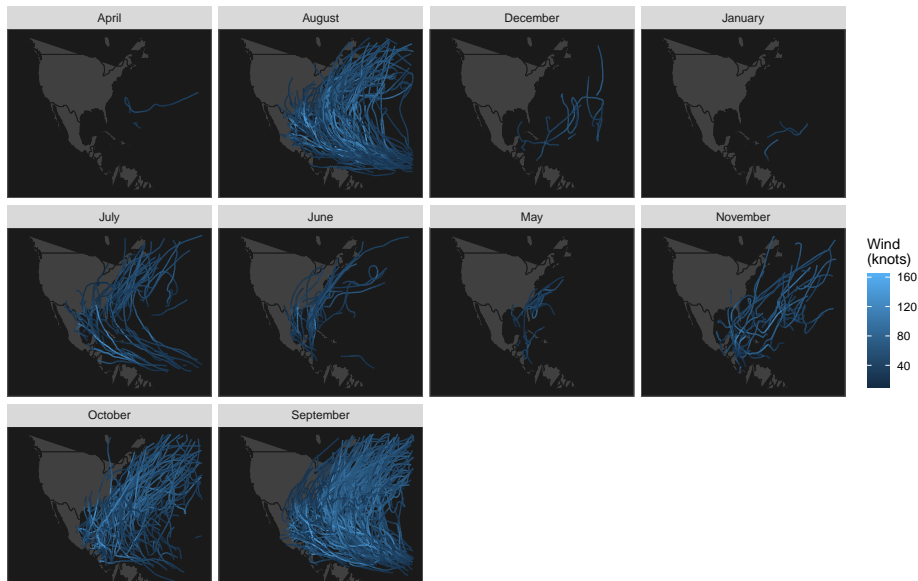 April
August
December
January
July
June
May
November
October
September
Wind
(knots)
160
120
80
40